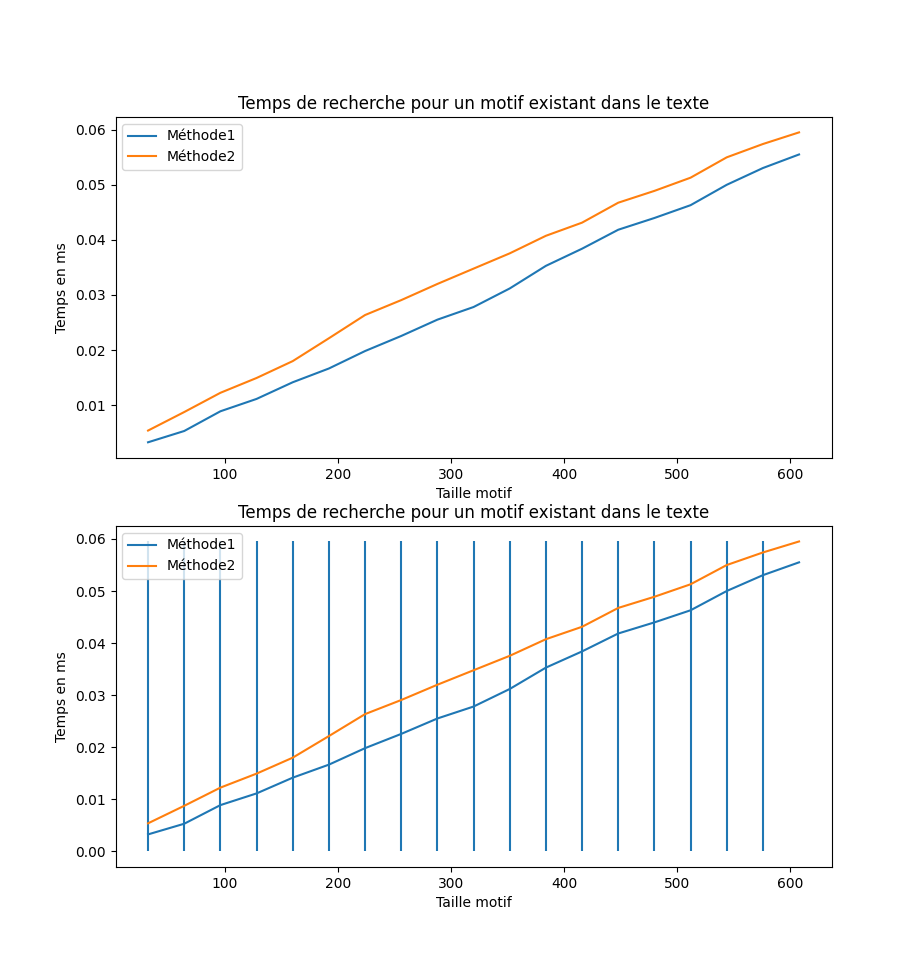 Temps de recherche pour un motif existant dans le texte
Méthode1
Méthode2
0.06
0.05
0.04
0.03
0.02
0.01
Temps en ms
100 200 300 400 500 600
Taille motif
Temps de recherche pour un motif existant dans le texte
Méthode1
Méthode2
0.06
0.05
0.04
0.03
0.02
0.01
0.00
Temps en ms
100 200 300 400 500 600
Taille motif